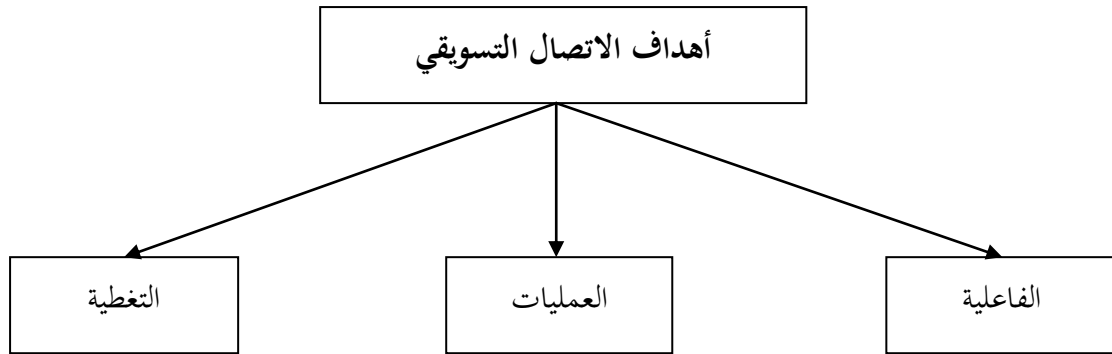 أهداف الاتصال التسويقي
الفاعلية
العمليات
التغطية